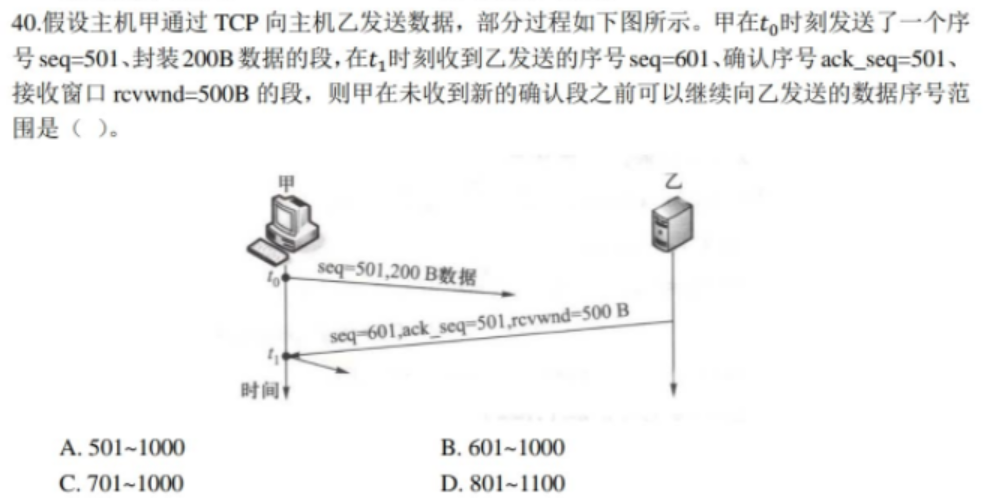 40.假设主机甲通过 TCP 向主机乙发送数据，部分过程如下图所示。甲在t₀时刻发送了一个序
号 seq=501、封装 200B 数据的段，在t₁时刻收到乙发送的序号 seq=601、确认序号 ack_seq=501、
接收窗口 rcvwnd=500B 的段，则甲在未收到新的确认段之前可以继续向乙发送的数据序号范
围是（ ）。
甲
乙
t₀
seq=501,200 B数据
seq=601,ack_seq=501,rcvwnd=500 B
t₁
时间
A. 501~1000
B. 601~1000
C. 701~1000
D. 801~1100